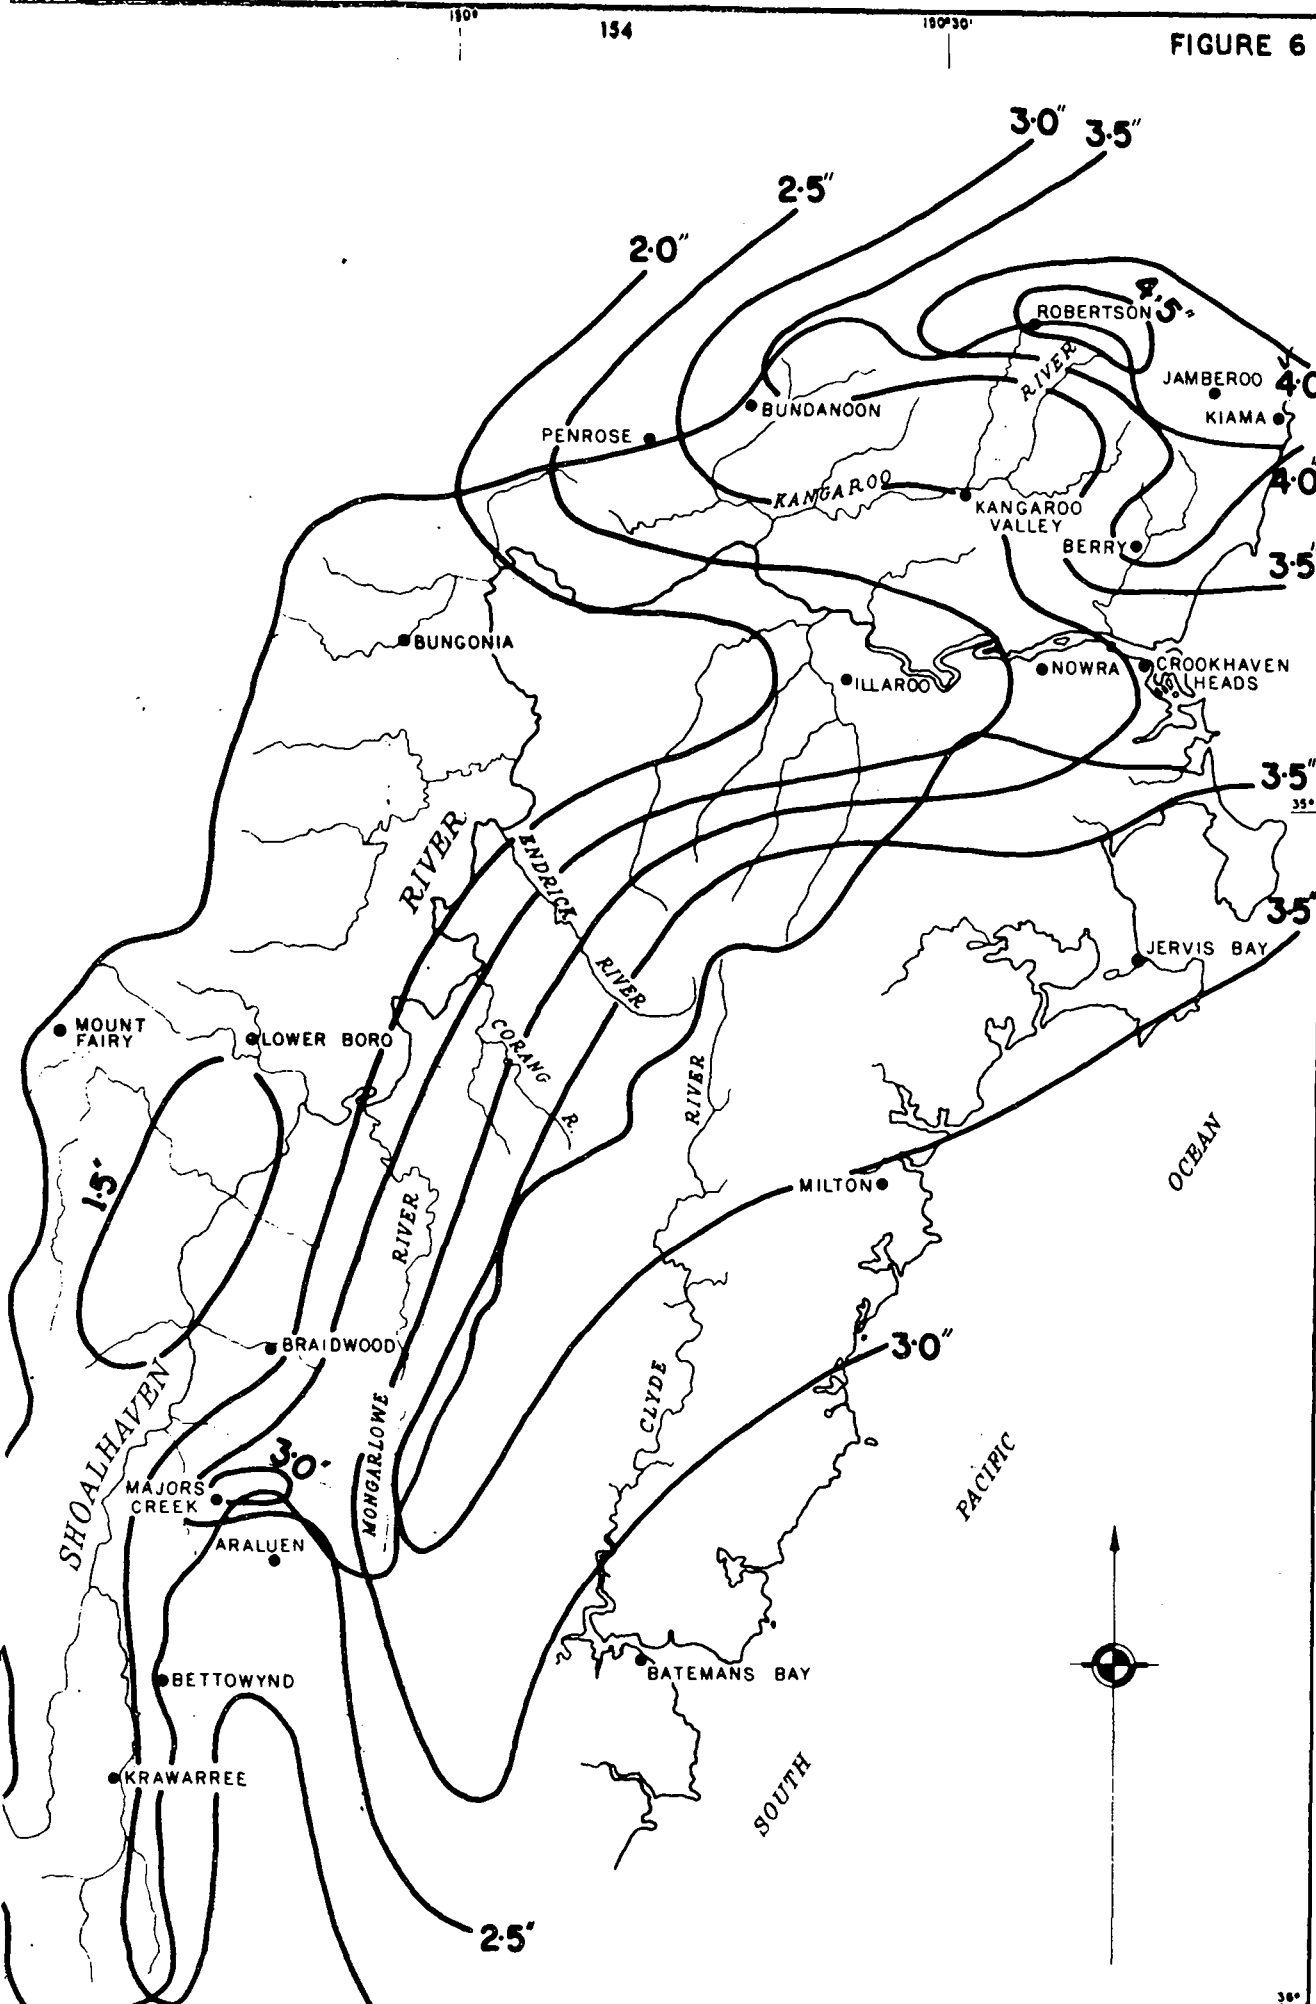 150°
154
150°30'
FIGURE 6
3·0"
3·5"
2·5"
2·0"
4·5"
ROBERTSON
RIVER
JAMBEROO
4·0
KIAMA
BUNDANOON
PENROSE
4·0"
KANGAROO
KANGAROO
VALLEY
BERRY
3·5"
BUNGONIA
NOWRA
CROOKHAVEN
HEADS
ILLAROO
3·5"
35°
RIVER
ENDRICK
RIVER
3·5"
JERVIS BAY
MOUNT
FAIRY
LOWER BORO
CORANG
R.
RIVER
OCEAN
1·5"
MILTON
RIVER
BRAIDWOOD
3·0"
CLYDE
SHOALHAVEN
MONGARLOWE
3·0"
MAJORS
CREEK
PACIFIC
ARALUEN
BATEMANS BAY
BETTOWYND
KRAWARREE
SOUTH
2·5"
36°